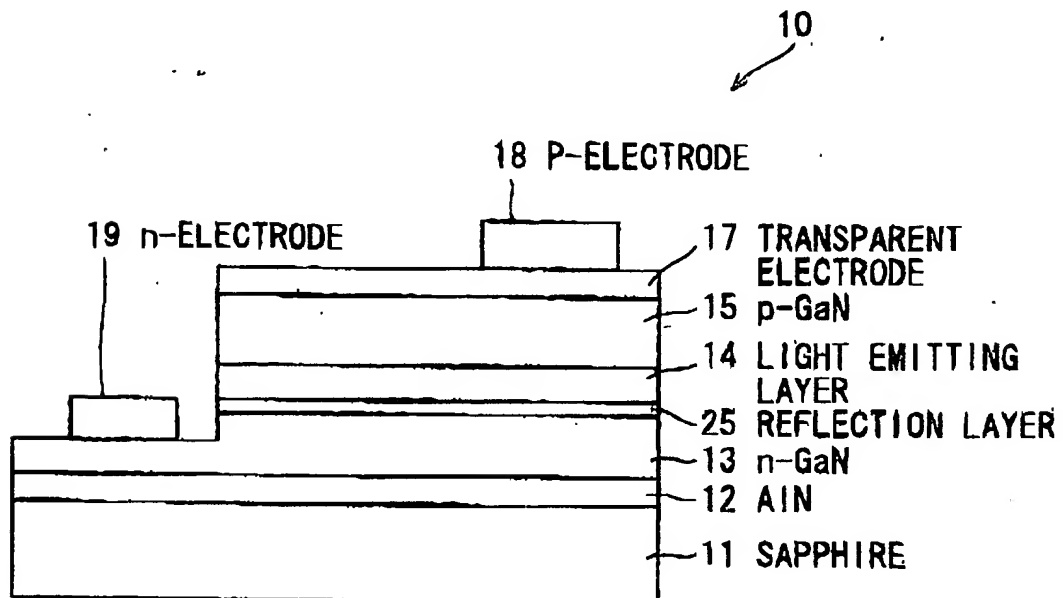 10
18 P-ELECTRODE
19 n-ELECTRODE
17 TRANSPARENT
ELECTRODE
15 p-GaN
14 LIGHT EMITTING
LAYER
25 REFLECTION LAYER
13 n-GaN
12 AlN
11 SAPPHIRE